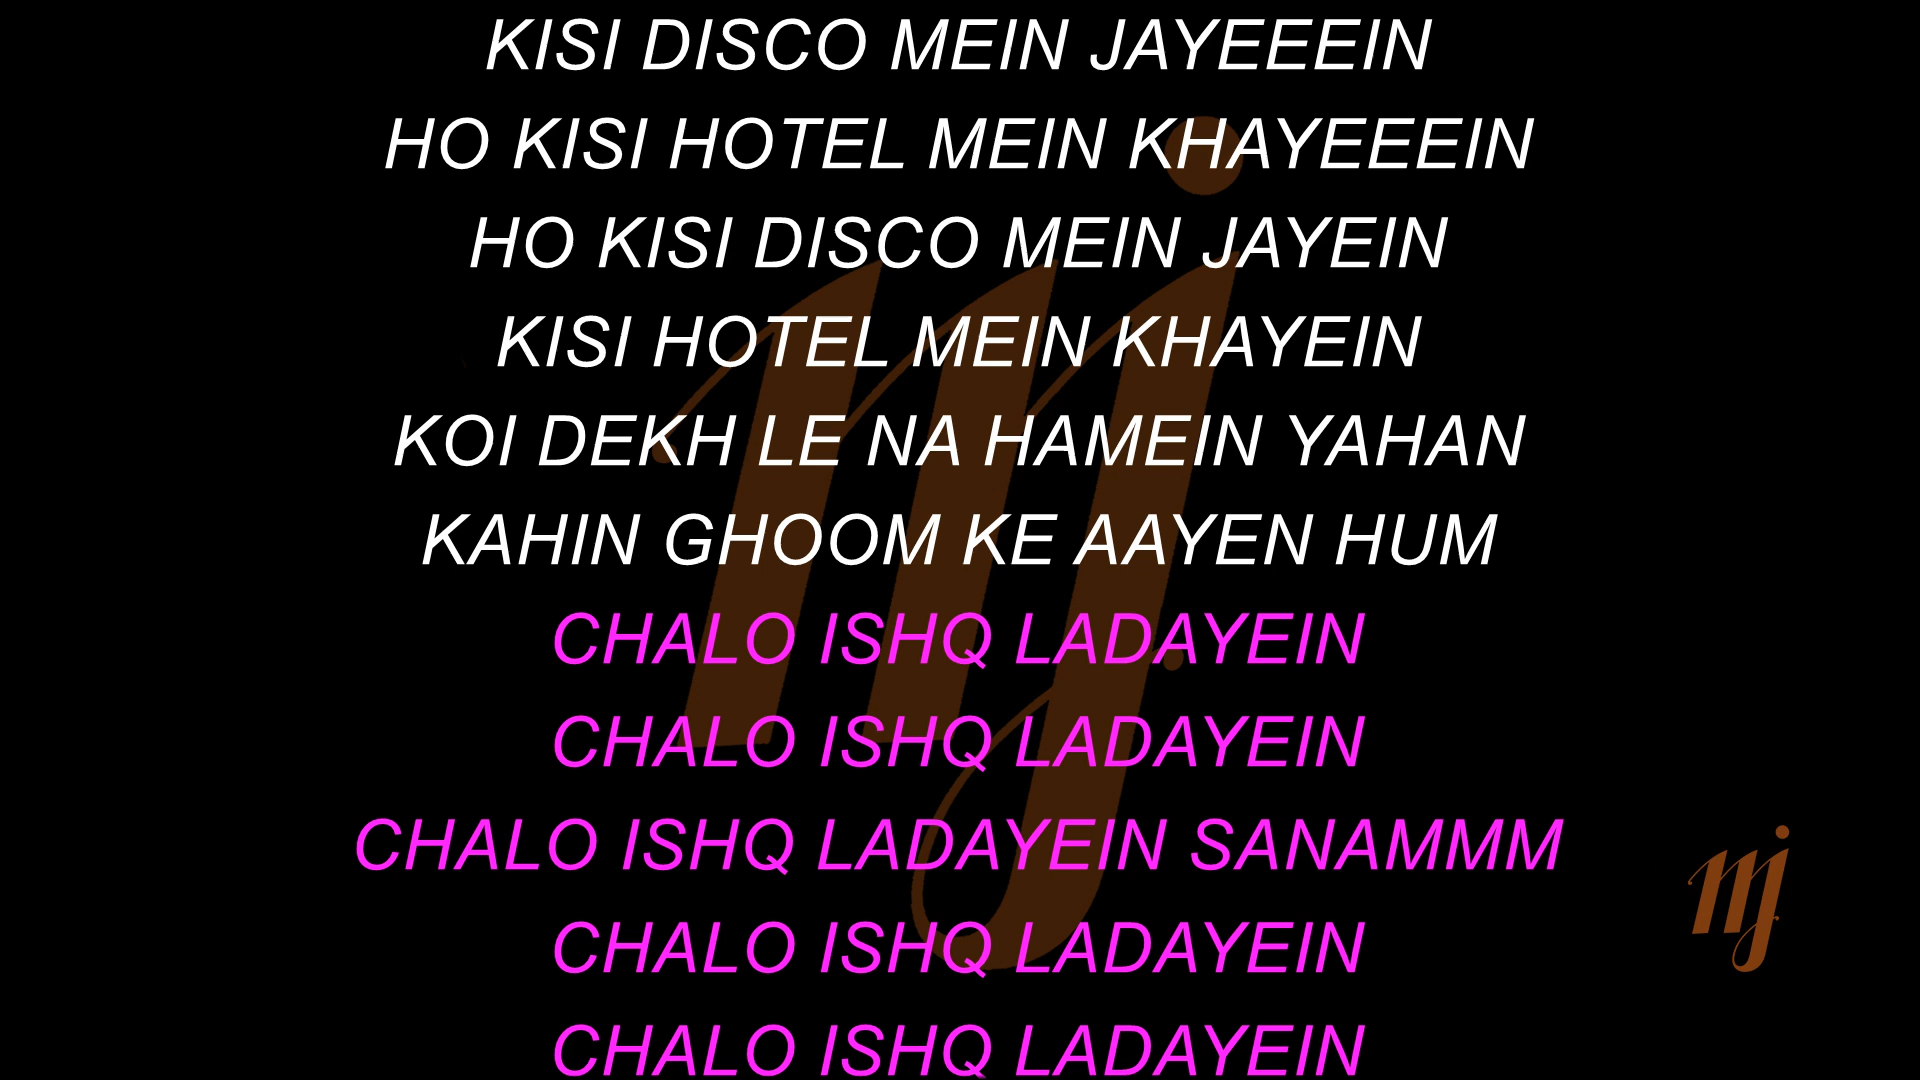 KISI DISCO MEIN JAYEEEIN
HO KISI HOTEL MEIN KHAYEEEIN
HO KISI DISCO MEIN JAYEIN
KISI HOTEL MEIN KHAYEIN
KOI DEKH LE NA HAMEIN YAHAN
KAHIN GHOOM KE AAYEN HUM
CHALO ISHQ LADAYEIN
CHALO ISHQ LADAYEIN
CHALO ISHQ LADAYEIN SANAMMM
CHALO ISHQ LADAYEIN
CHALO ISHQ LADAYEIN
mj
mj